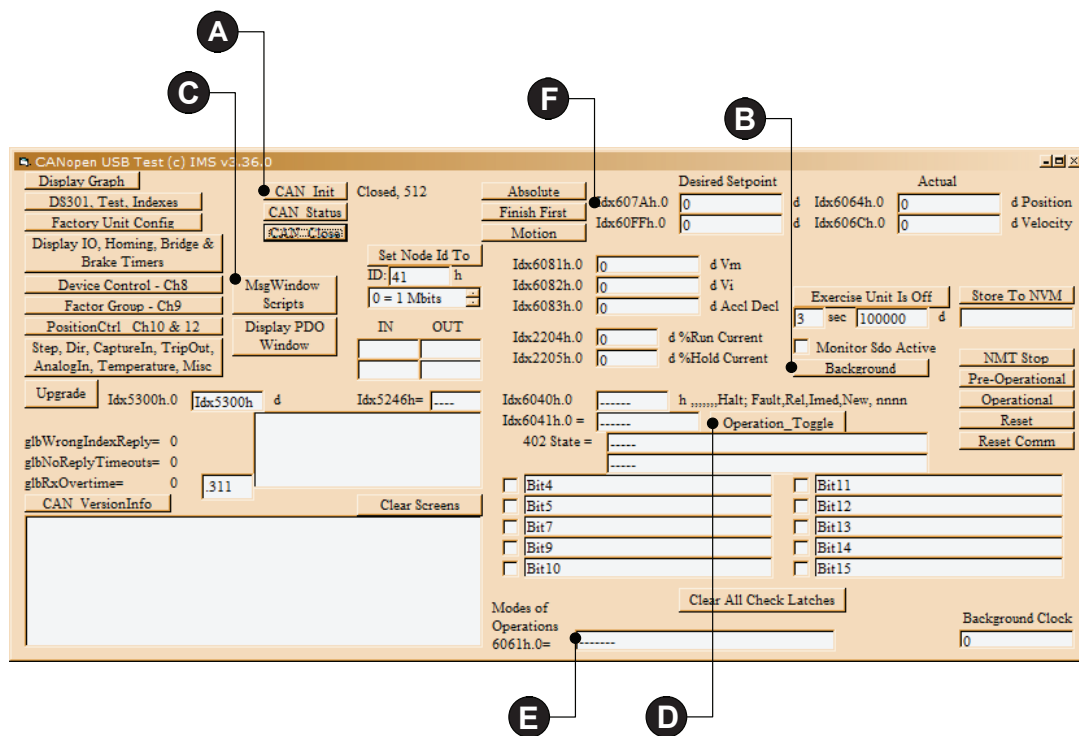 A
C
F
B
CANopen USB Test (c) IMS v3.36.0
Display Graph
DS301, Test, Indexes
Factory Unit Config
Display IO, Homing, Bridge &
Brake Timers
Device Control - Ch8
Factor Group - Ch9
PositionCtrl Ch10 & 12
Step, Dir, CaptureIn, TripOut,
AnalogIn, Temperature, Misc
Upgrade
Idx5300h.0 Idx5300h d
CAN Init Closed, 512
CAN Status
CAN Close
Set Node Id To
ID: 41 h
0 = 1 Mbits
MsgWindow
Scripts
Display PDO
Window
IN OUT
Idx5246h= ----
glbWrongIndexReply= 0
glbNoReplyTimeouts= 0
glbRxOvertime= 0 .311
CAN VersionInfo
Clear Screens
Absolute
Finish First
Motion
Desired Setpoint Actual
Idx607Ah.0 0 d Idx6064h.0 0 d Position
Idx60FFh.0 0 d Idx606Ch.0 0 d Velocity
Idx6081h.0 0 d Vm
Idx6082h.0 0 d Vi
Idx6083h.0 0 d Accl Decl
Idx2204h.0 0 d %Run Current
Idx2205h.0 0 d %Hold Current
Exercise Unit Is Off
3 sec 100000 d
Monitor Sdo Active
Background
Store To NVM
NMT Stop
Pre-Operational
Operational
Reset
Reset Comm
Idx6040h.0 ------ h ,,,,,,,Halt; Fault,Rel,Imed,New, nnnn
Idx6041h.0 = ------ Operation_Toggle
402 State = -----
-----
Bit4 Bit11
Bit5 Bit12
Bit7 Bit13
Bit9 Bit14
Bit10 Bit15
Clear All Check Latches
Modes of
Operations
6061h.0= -------
Background Clock
0
E
D